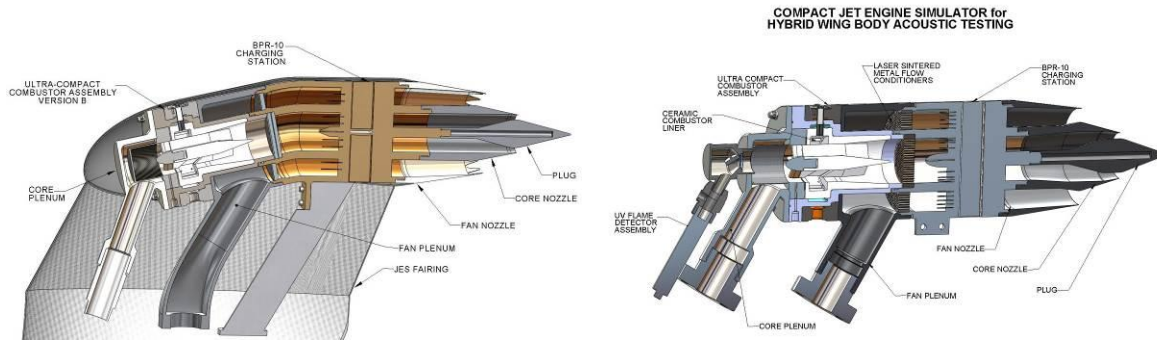 COMPACT JET ENGINE SIMULATOR for
HYBRID WING BODY ACOUSTIC TESTING
BPR-10
CHARGING
STATION
ULTRA-COMPACT
COMBUSTOR ASSEMBLY
VERSION B
CORE
PLENUM
PLUG
CORE NOZZLE
FAN NOZZLE
FAN PLENUM
JES FAIRING
LASER SINTERED
METAL FLOW
CONDITIONERS
BPR-10
CHARGING
STATION
ULTRA COMPACT
COMBUSTOR
ASSEMBLY
CERAMIC
COMBUSTOR
LINER
UV FLAME
DETECTOR
ASSEMBLY
FAN NOZZLE
CORE NOZZLE
PLUG
FAN PLENUM
CORE PLENUM